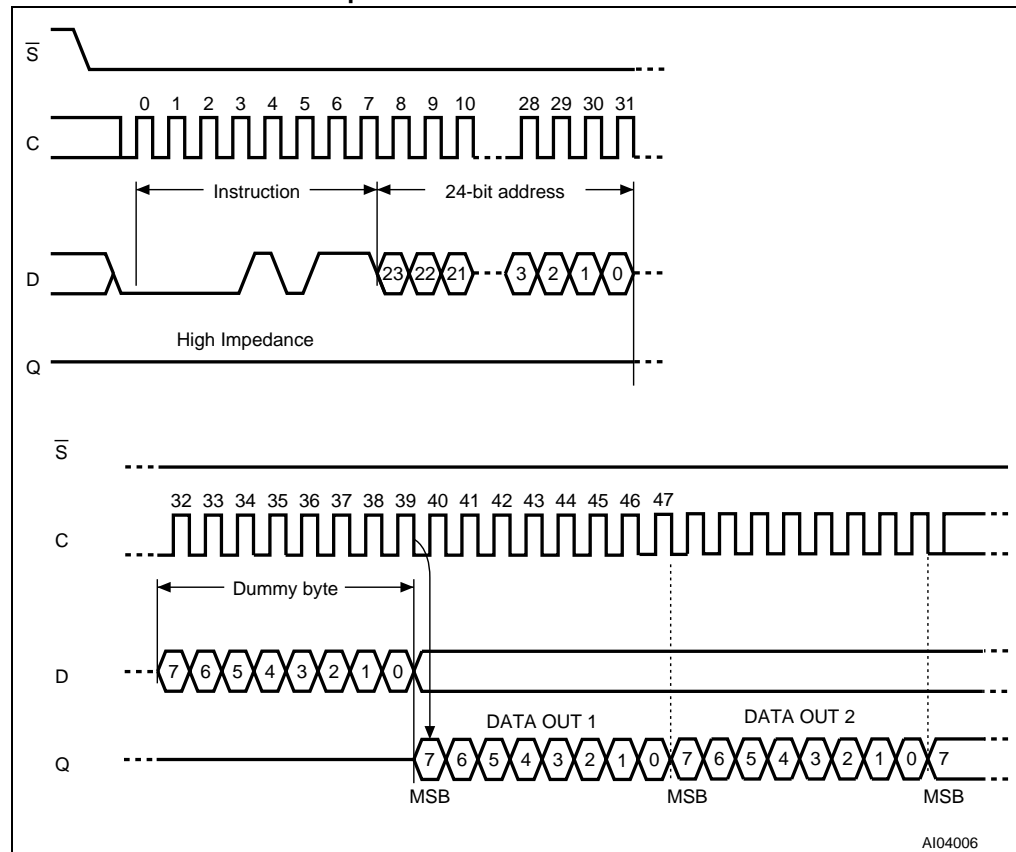 S
0 1 2 3 4 5 6 7 8 9 10 28 29 30 31
C
Instruction 24-bit address
D 23 22 21 3 2 1 0
High Impedance
Q
S
32 33 34 35 36 37 38 39 40 41 42 43 44 45 46 47
C
Dummy byte
D 7 6 5 4 3 2 1 0
DATA OUT 1 DATA OUT 2
Q 7 6 5 4 3 2 1 0 7 6 5 4 3 2 1 0 7
MSB MSB MSB
AI04006